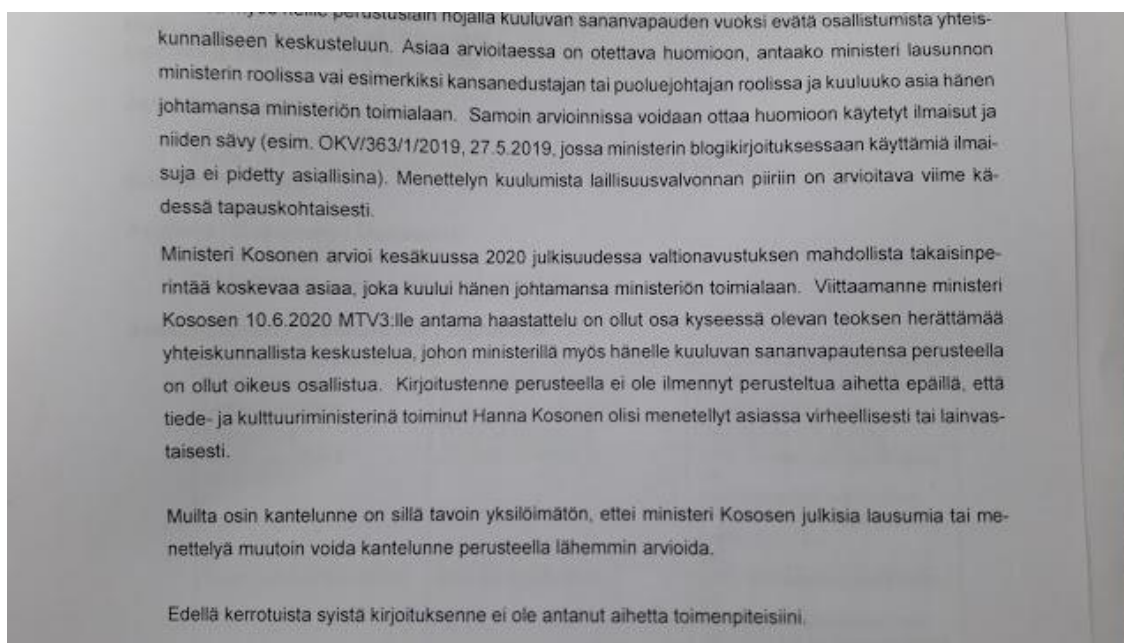 perustuslain nojalla kuuluvan sananvapauden vuoksi evätä osallistumista yhteis-
kunnalliseen keskusteluun. Asiaa arvioitaessa on otettava huomioon, antaako ministeri lausunnon
ministerin roolissa vai esimerkiksi kansanedustajan tai puoluejohtajan roolissa ja kuuluuko asia hänen
johtamansa ministeriön toimialaan. Samoin arvioinnissa voidaan ottaa huomioon käytetyt ilmaisut ja
niiden sävy (esim. OKV/363/1/2019, 27.5.2019, jossa ministerin blogikirjoituksessaan käyttämiä ilmai-
suja ei pidetty asiallisina). Menettelyn kuulumista laillisuusvalvonnan piiriin on arvioitava viime kä-
dessä tapauskohtaisesti.
Ministeri Kosonen arvioi kesäkuussa 2020 julkisuudessa valtionavustuksen mahdollista takaisinpe-
rintää koskevaa asiaa, joka kuului hänen johtamansa ministeriön toimialaan. Viittaamanne ministeri
Kososen 10.6.2020 MTV3:lle antama haastattelu on ollut osa kyseessä olevan teoksen herättämää
yhteiskunnallista keskustelua, johon ministerillä myös hänelle kuuluvan sananvapautensa perusteella
on ollut oikeus osallistua. Kirjoitustenne perusteella ei ole ilmennyt perusteltua aihetta epäillä, että
tiede- ja kulttuuriministerinä toiminut Hanna Kosonen olisi menetellyt asiassa virheellisesti tai lainvas-
taisesti.
Muilta osin kantelunne on sillä tavoin yksilöimätön, ettei ministeri Kososen julkisia lausumia tai me-
nettelyä muutoin voida kantelunne perusteella lähemmin arvioida.
Edellä kerrotuista syistä kirjoituksenne ei ole antanut aihetta toimenpiteisiini.